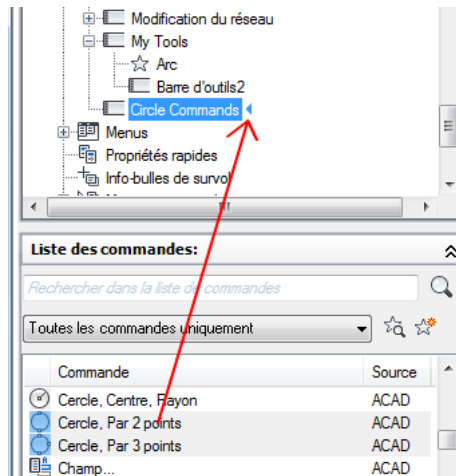 Modification du réseau
My Tools
Arc
Barre d'outils2
Circle Commands
Menus
Propriétés rapides
Info-bulles de survol
Liste des commandes:
Rechercher dans la liste de commandes
Toutes les commandes uniquement
Commande Source
Cercle, Centre, Rayon ACAD
Cercle, Par 2 points ACAD
Cercle, Par 3 points ACAD
Champ... ACAD